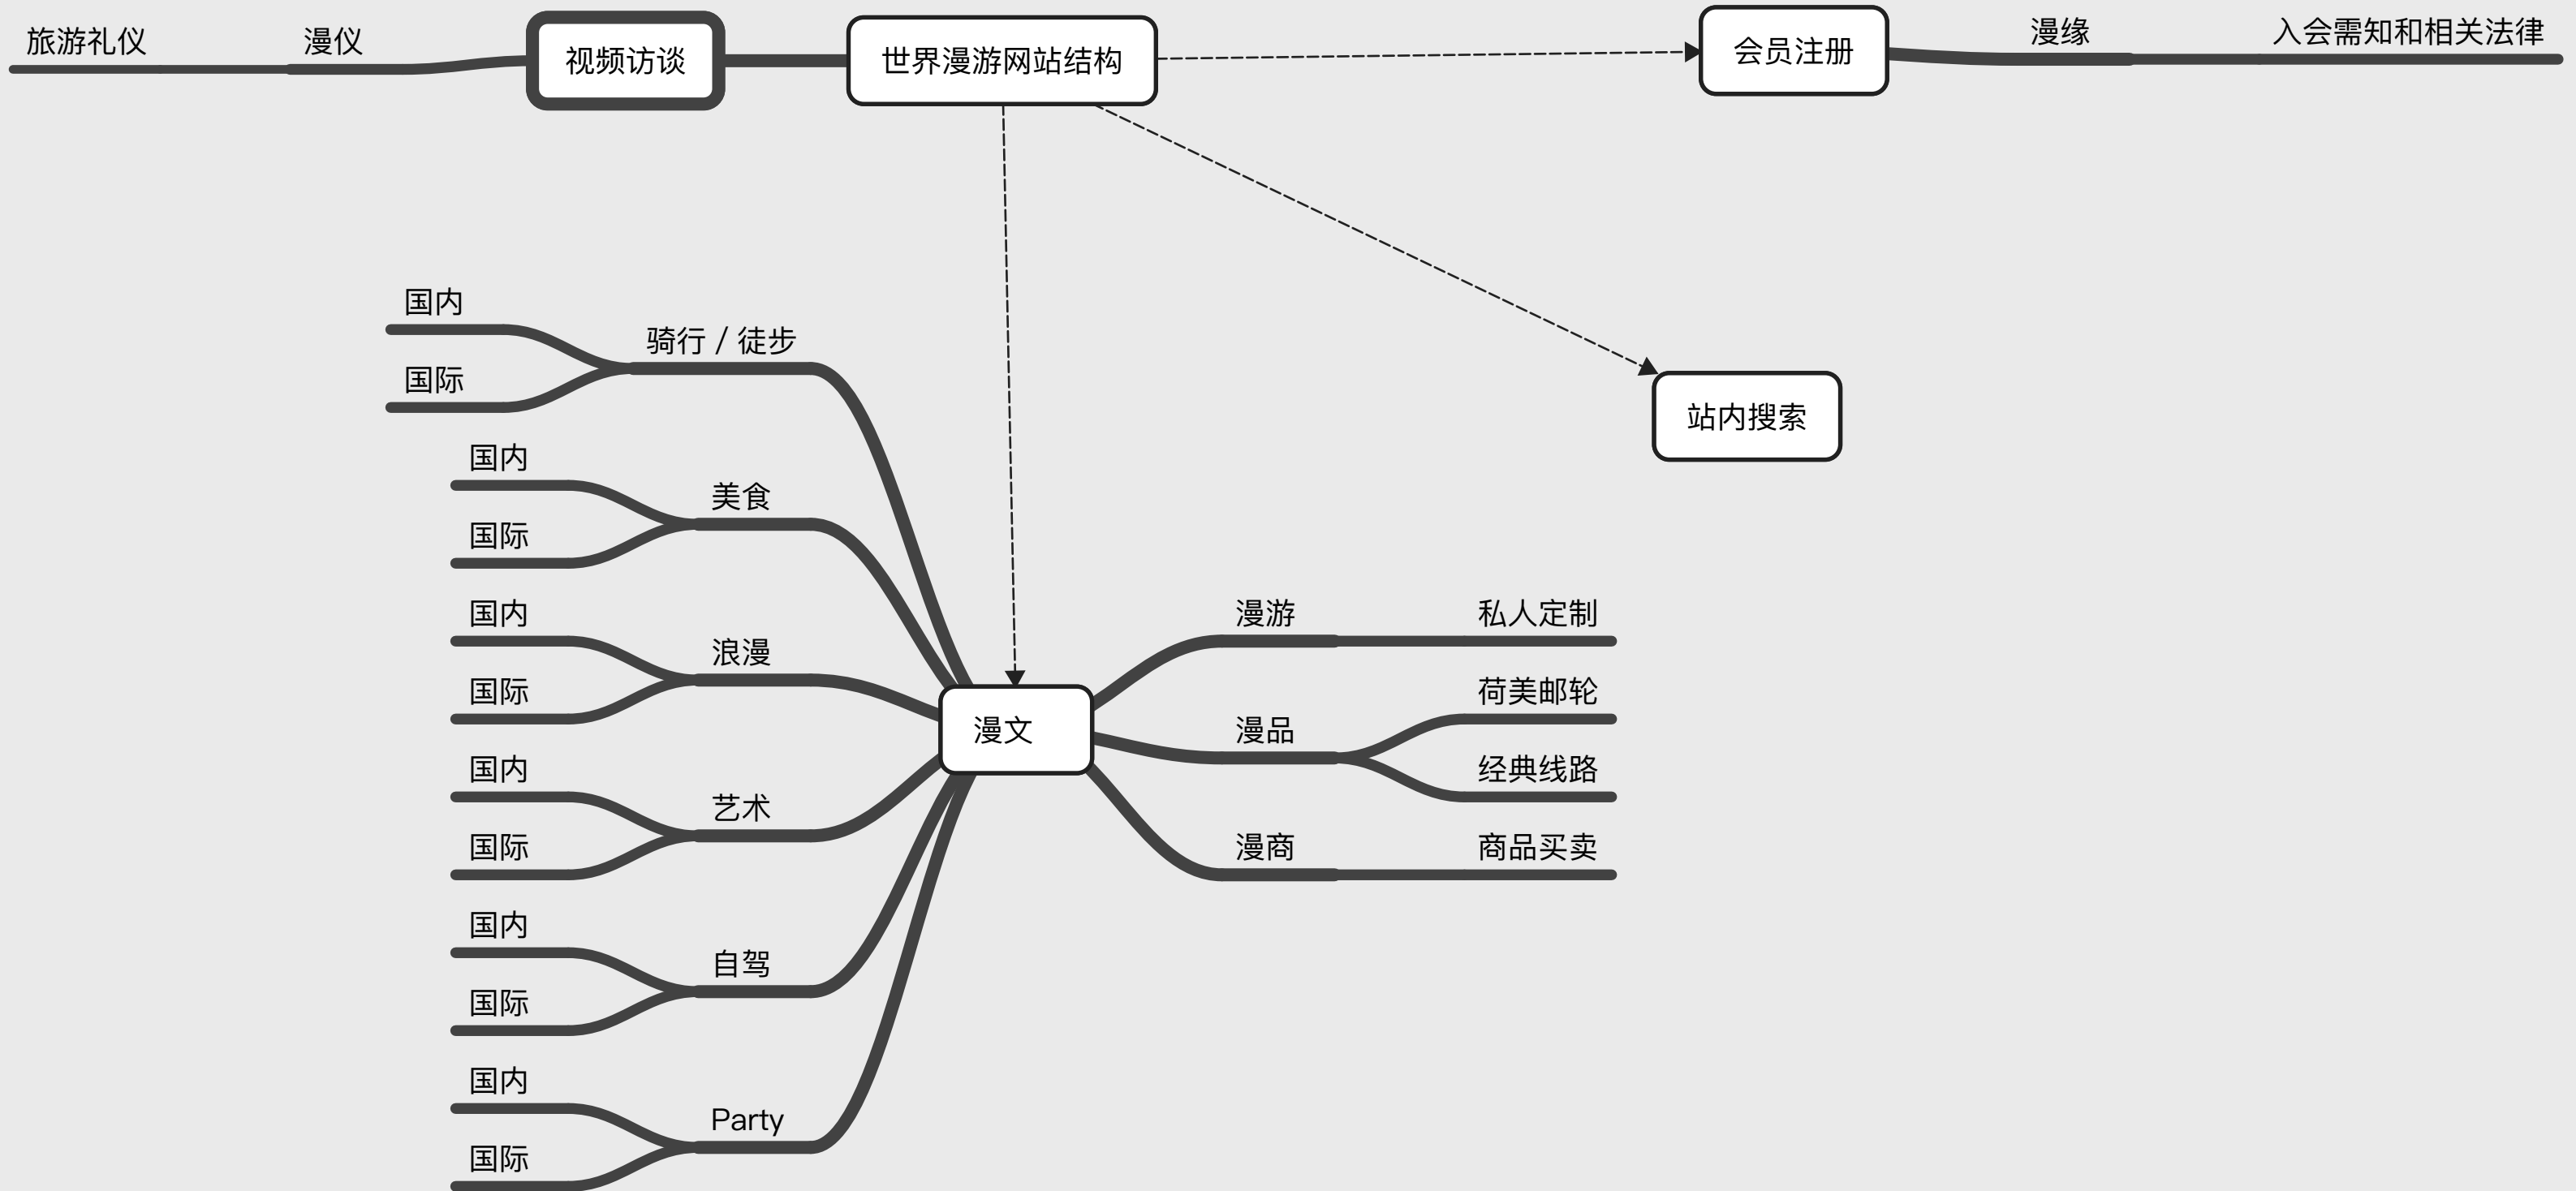 旅游礼仪
漫仪
视频访谈
世界漫游网站结构
会员注册
漫缘
入会需知和相关法律
国内
骑行 / 徒步
国际
站内搜索
国内
美食
国际
国内
浪漫
国际
漫文
漫游
私人定制
荷美邮轮
漫品
经典线路
漫商
商品买卖
国内
艺术
国际
国内
自驾
国际
国内
Party
国际